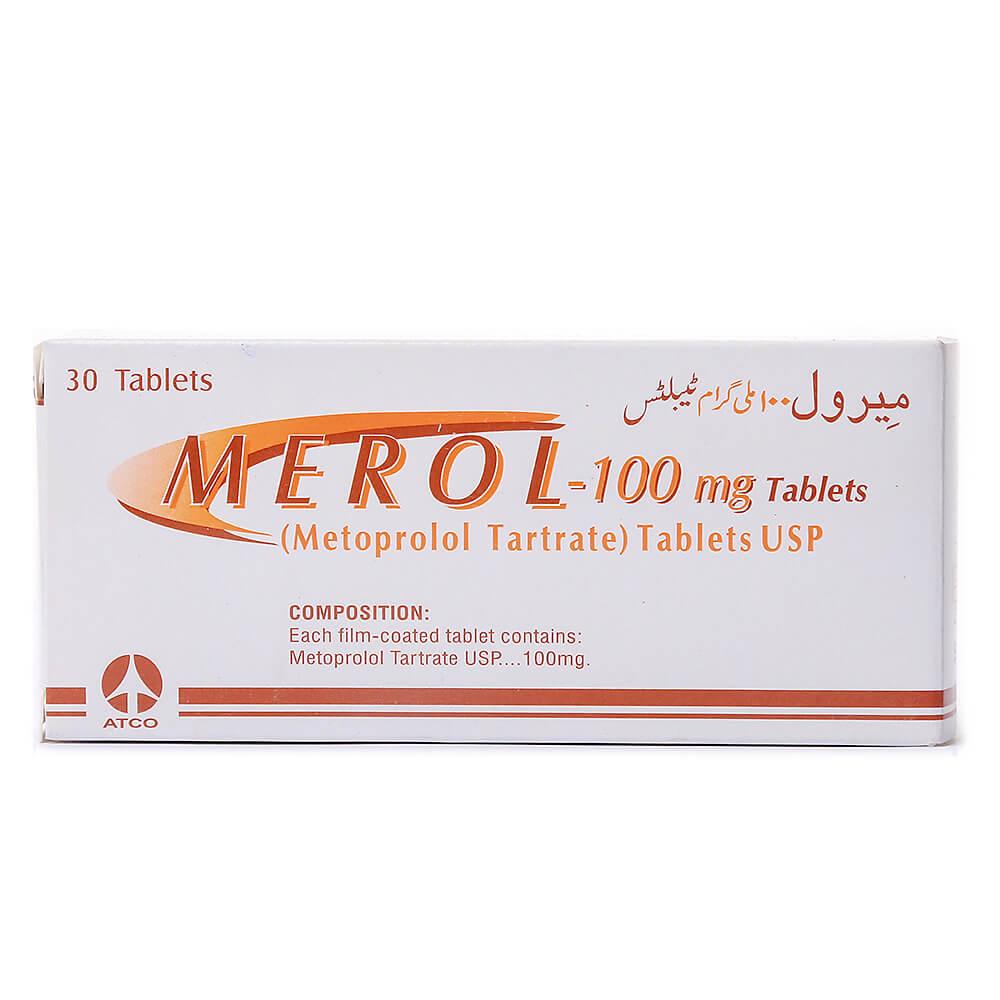 30 Tablets
میرول ۱۰۰ ملی گرام ٹیبلٹس
MEROL-100 mg Tablets
(Metoprolol Tartrate) Tablets USP
COMPOSITION:
Each film-coated tablet contains:
Metoprolol Tartrate USP....100mg.
ATCO